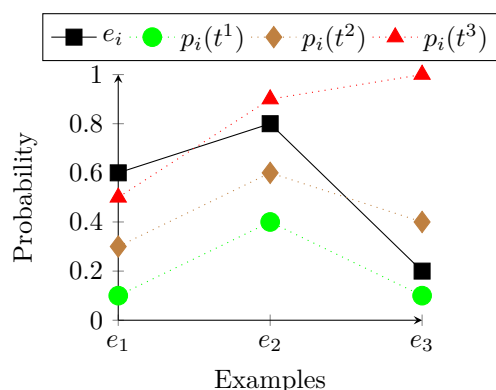 e_i p_i(t^1) p_i(t^2) p_i(t^3)
1
0.8
0.6
0.4
0.2
0
Probability
e_1 e_2 e_3
Examples